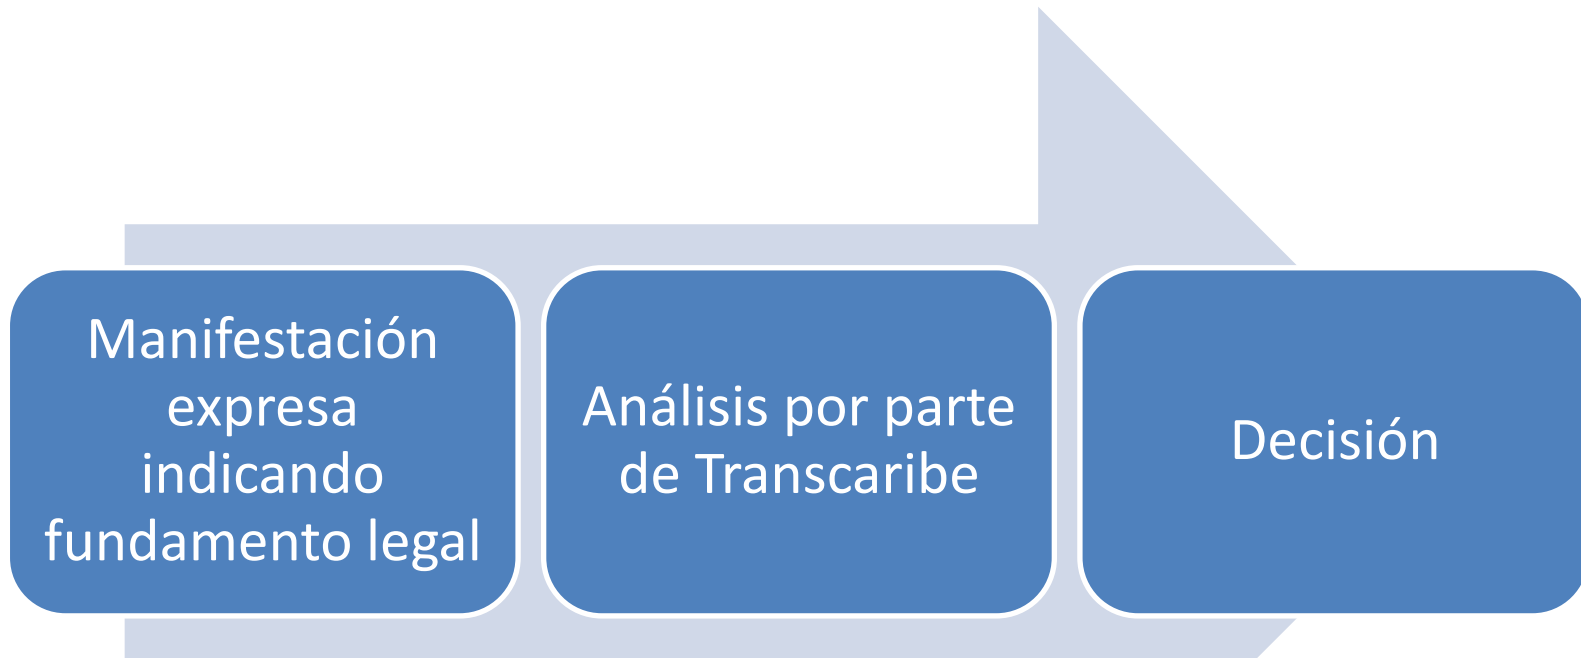 Manifestación
expresa
indicando
fundamento legal
Análisis por parte
de Transcaribe
Decisión